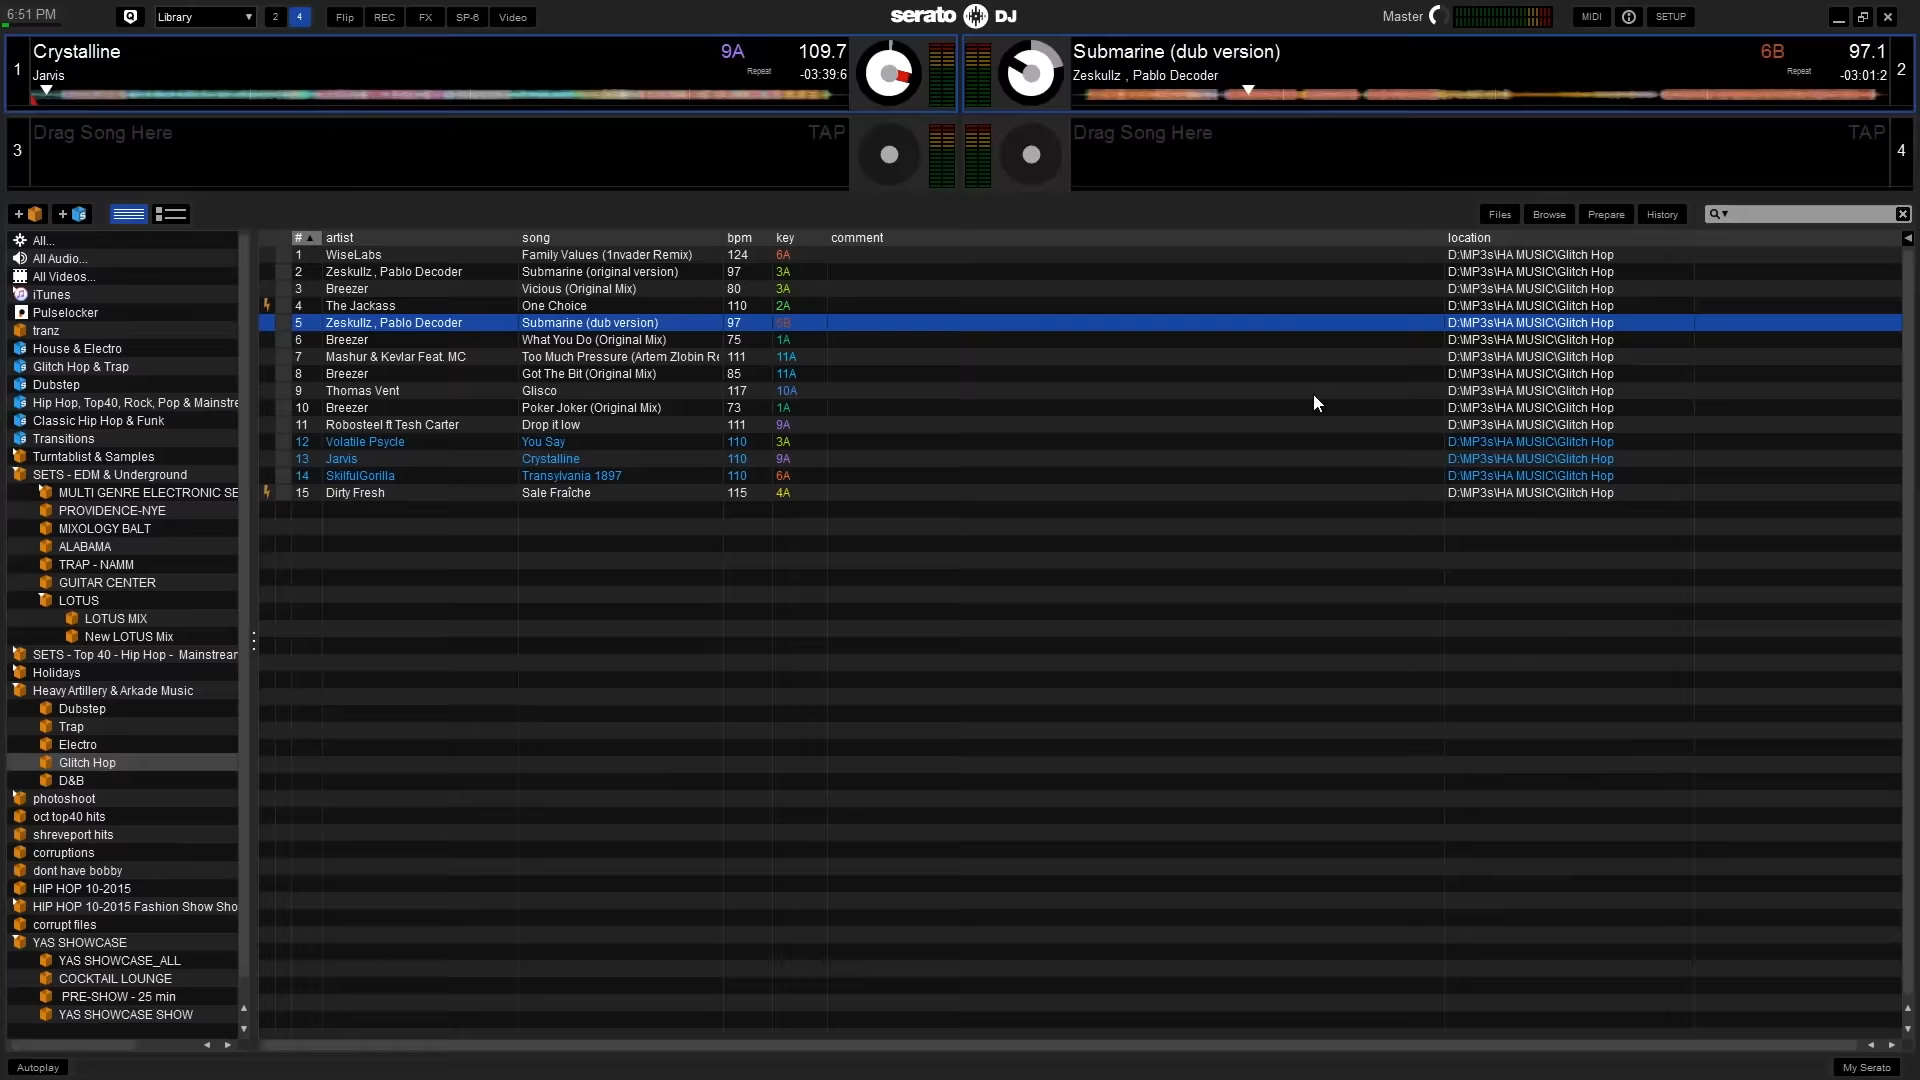 6:51 PM
Library
2
4
Flip
REC
FX
SP-6
Video
serato DJ
Master
MIDI
SETUP
1
Crystalline
9A
109.7
Jarvis
Repeat
-03:39:6
Submarine (dub version)
6B
97.1
Zeskullz , Pablo Decoder
Repeat
-03:01:2
2
3
Drag Song Here
TAP
Drag Song Here
TAP
4
Files
Browse
Prepare
History
All...
All Audio...
All Videos...
iTunes
Pulselocker
tranz
House & Electro
Glitch Hop & Trap
Dubstep
Hip Hop, Top40, Rock, Pop & Mainstre
Classic Hip Hop & Funk
Transitions
Turntablist & Samples
SETS - EDM & Underground
MULTI GENRE ELECTRONIC SE
PROVIDENCE-NYE
MIXOLOGY BALT
ALABAMA
TRAP - NAMM
GUITAR CENTER
LOTUS
LOTUS MIX
New LOTUS Mix
SETS - Top 40 - Hip Hop - Mainstrear
Holidays
Heavy Artillery & Arkade Music
Dubstep
Trap
Electro
Glitch Hop
D&B
photoshoot
oct top40 hits
shreveport hits
corruptions
dont have bobby
HIP HOP 10-2015
HIP HOP 10-2015 Fashion Show Sho
corrupt files
YAS SHOWCASE
YAS SHOWCASE_ALL
COCKTAIL LOUNGE
PRE-SHOW - 25 min
YAS SHOWCASE SHOW
# artist song bpm key comment location
1 WiseLabs Family Values (1nvader Remix) 124 6A D:\MP3s\HA MUSIC\Glitch Hop
2 Zeskullz , Pablo Decoder Submarine (original version) 97 3A D:\MP3s\HA MUSIC\Glitch Hop
3 Breezer Vicious (Original Mix) 80 3A D:\MP3s\HA MUSIC\Glitch Hop
4 The Jackass One Choice 110 2A D:\MP3s\HA MUSIC\Glitch Hop
5 Zeskullz , Pablo Decoder Submarine (dub version) 97 6B D:\MP3s\HA MUSIC\Glitch Hop
6 Breezer What You Do (Original Mix) 75 1A D:\MP3s\HA MUSIC\Glitch Hop
7 Mashur & Kevlar Feat. MC Too Much Pressure (Artem Zlobin Re 111 11A D:\MP3s\HA MUSIC\Glitch Hop
8 Breezer Got The Bit (Original Mix) 85 11A D:\MP3s\HA MUSIC\Glitch Hop
9 Thomas Vent Glisco 117 10A D:\MP3s\HA MUSIC\Glitch Hop
10 Breezer Poker Joker (Original Mix) 73 1A D:\MP3s\HA MUSIC\Glitch Hop
11 Robosteel ft Tesh Carter Drop it low 111 9A D:\MP3s\HA MUSIC\Glitch Hop
12 Volatile Psycle You Say 110 3A D:\MP3s\HA MUSIC\Glitch Hop
13 Jarvis Crystalline 110 9A D:\MP3s\HA MUSIC\Glitch Hop
14 SkilfulGorilla Transylvania 1897 110 6A D:\MP3s\HA MUSIC\Glitch Hop
15 Dirty Fresh Sale Fraîche 115 4A D:\MP3s\HA MUSIC\Glitch Hop
Autoplay
My Serato